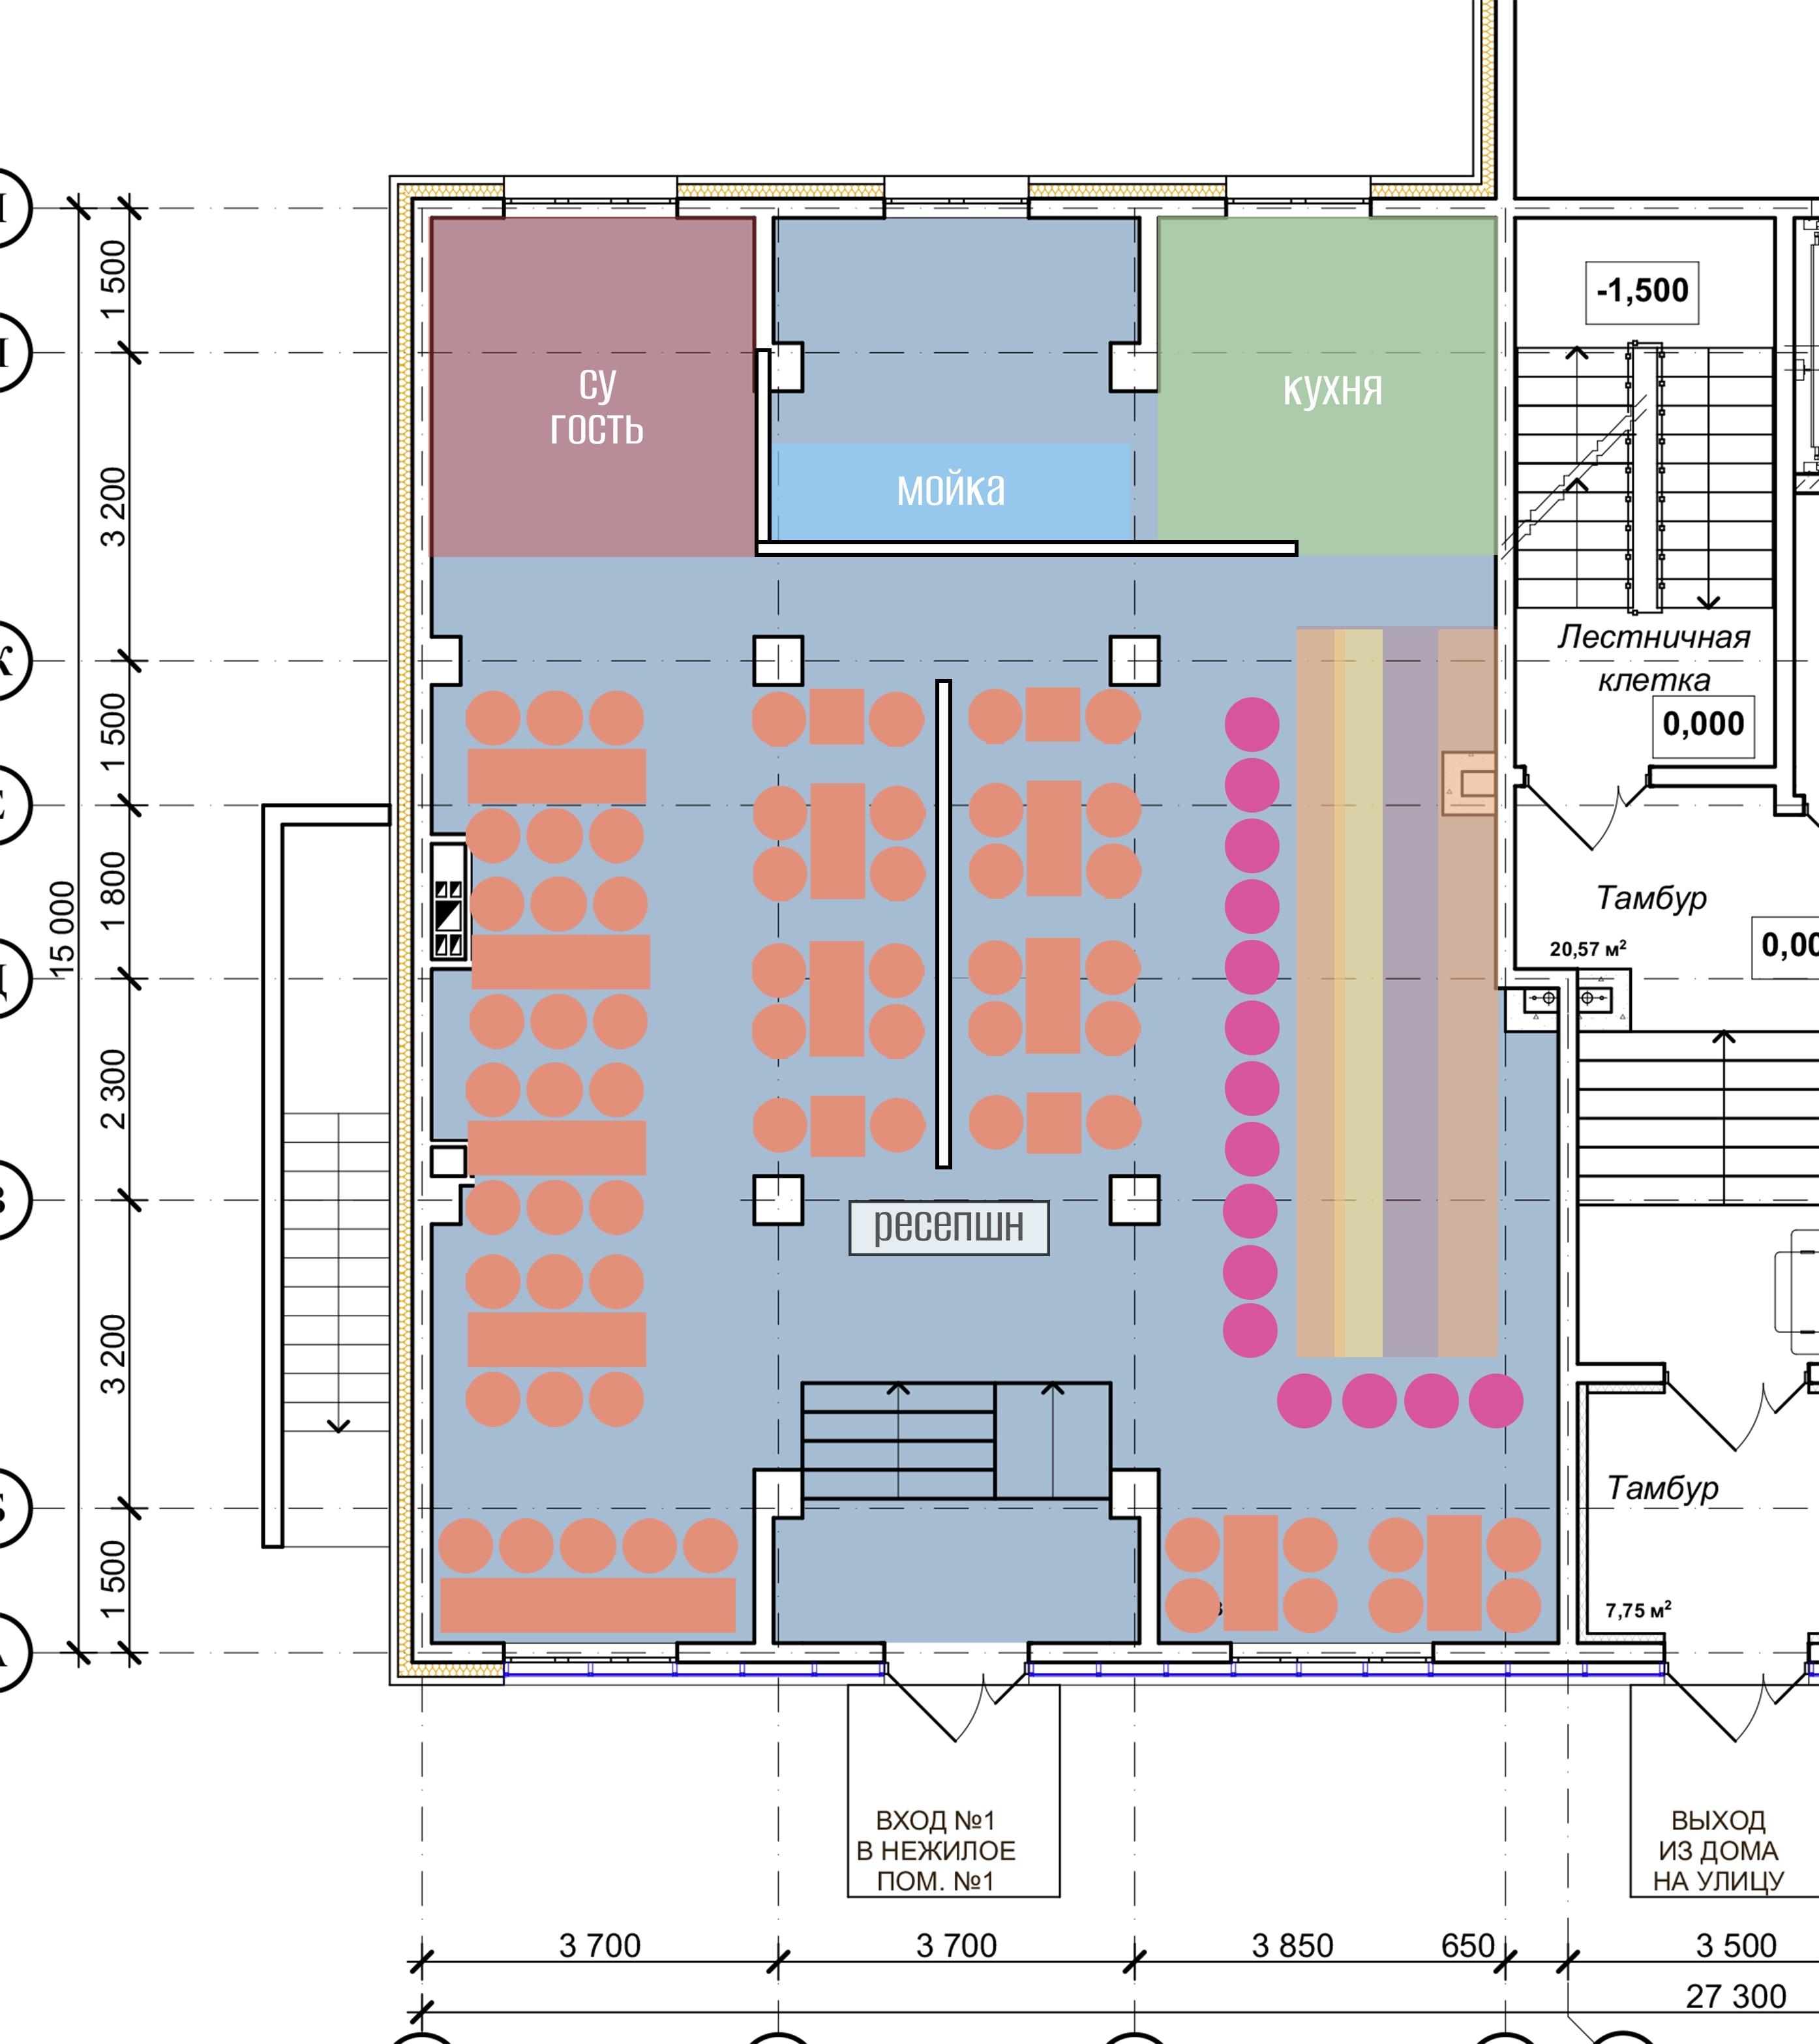 -1,500
1 500
СУ
ГОСТЬ
КУХНЯ
МОЙКА
3 200
Лестничная
клетка
0,000
1 500
15 000
1 800
Тамбур
20,57 м²
2 300
ресепшн
3 200
Тамбур
1 500
7,75 м²
ВХОД №1
В НЕЖИЛОЕ
ПОМ. №1
ВЫХОД
ИЗ ДОМА
НА УЛИЦУ
3 700
3 700
3 850
650
3 500
27 300